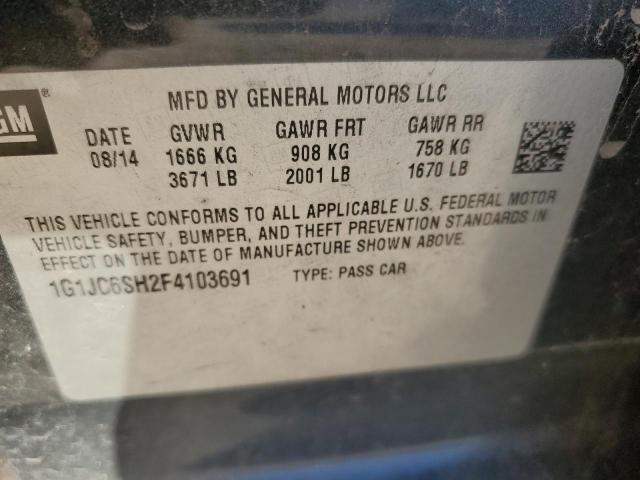 GM ®
MFD BY GENERAL MOTORS LLC
DATE GVWR GAWR FRT GAWR RR
08/14 1666 KG 908 KG 758 KG
3671 LB 2001 LB 1670 LB
THIS VEHICLE CONFORMS TO ALL APPLICABLE U.S. FEDERAL MOTOR
VEHICLE SAFETY, BUMPER, AND THEFT PREVENTION STANDARDS IN
EFFECT ON THE DATE OF MANUFACTURE SHOWN ABOVE.
1G1JC6SH2F4103691 TYPE: PASS CAR